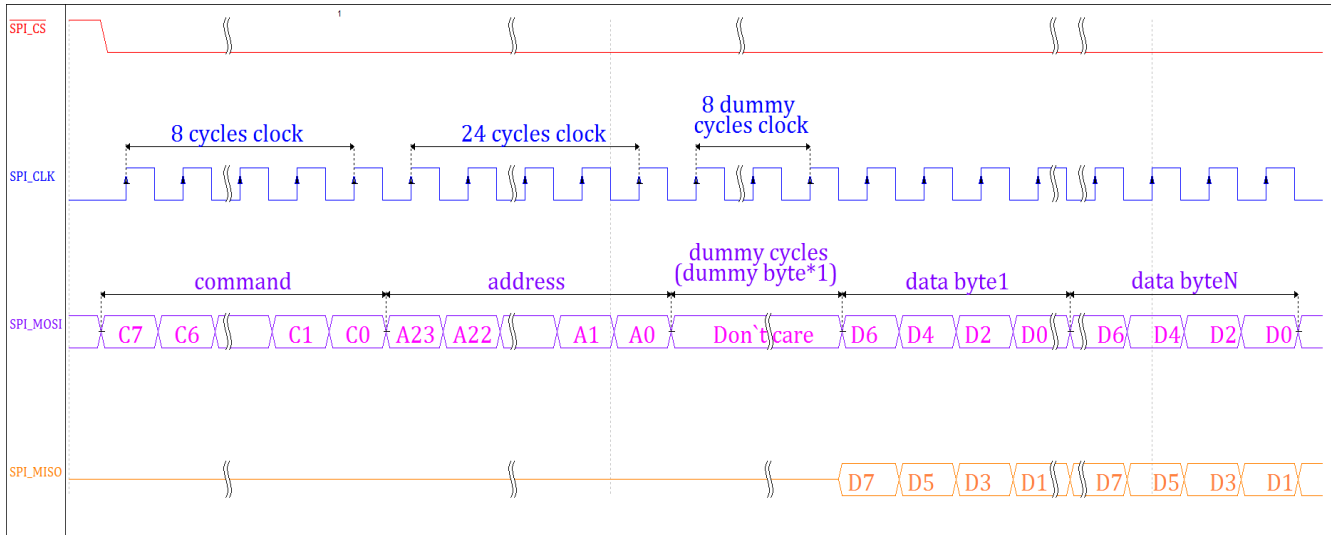 1
SPI_CS
8 cycles clock
24 cycles clock
8 dummy
cycles clock
SPI_CLK
command
address
dummy cycles
(dummy byte*1)
data byte1
data byteN
SPI_MOSI
C7 C6 C1 C0 A23 A22 A1 A0 Don`t care D6 D4 D2 D0 D6 D4 D2 D0
SPI_MISO
D7 D5 D3 D1 D7 D5 D3 D1